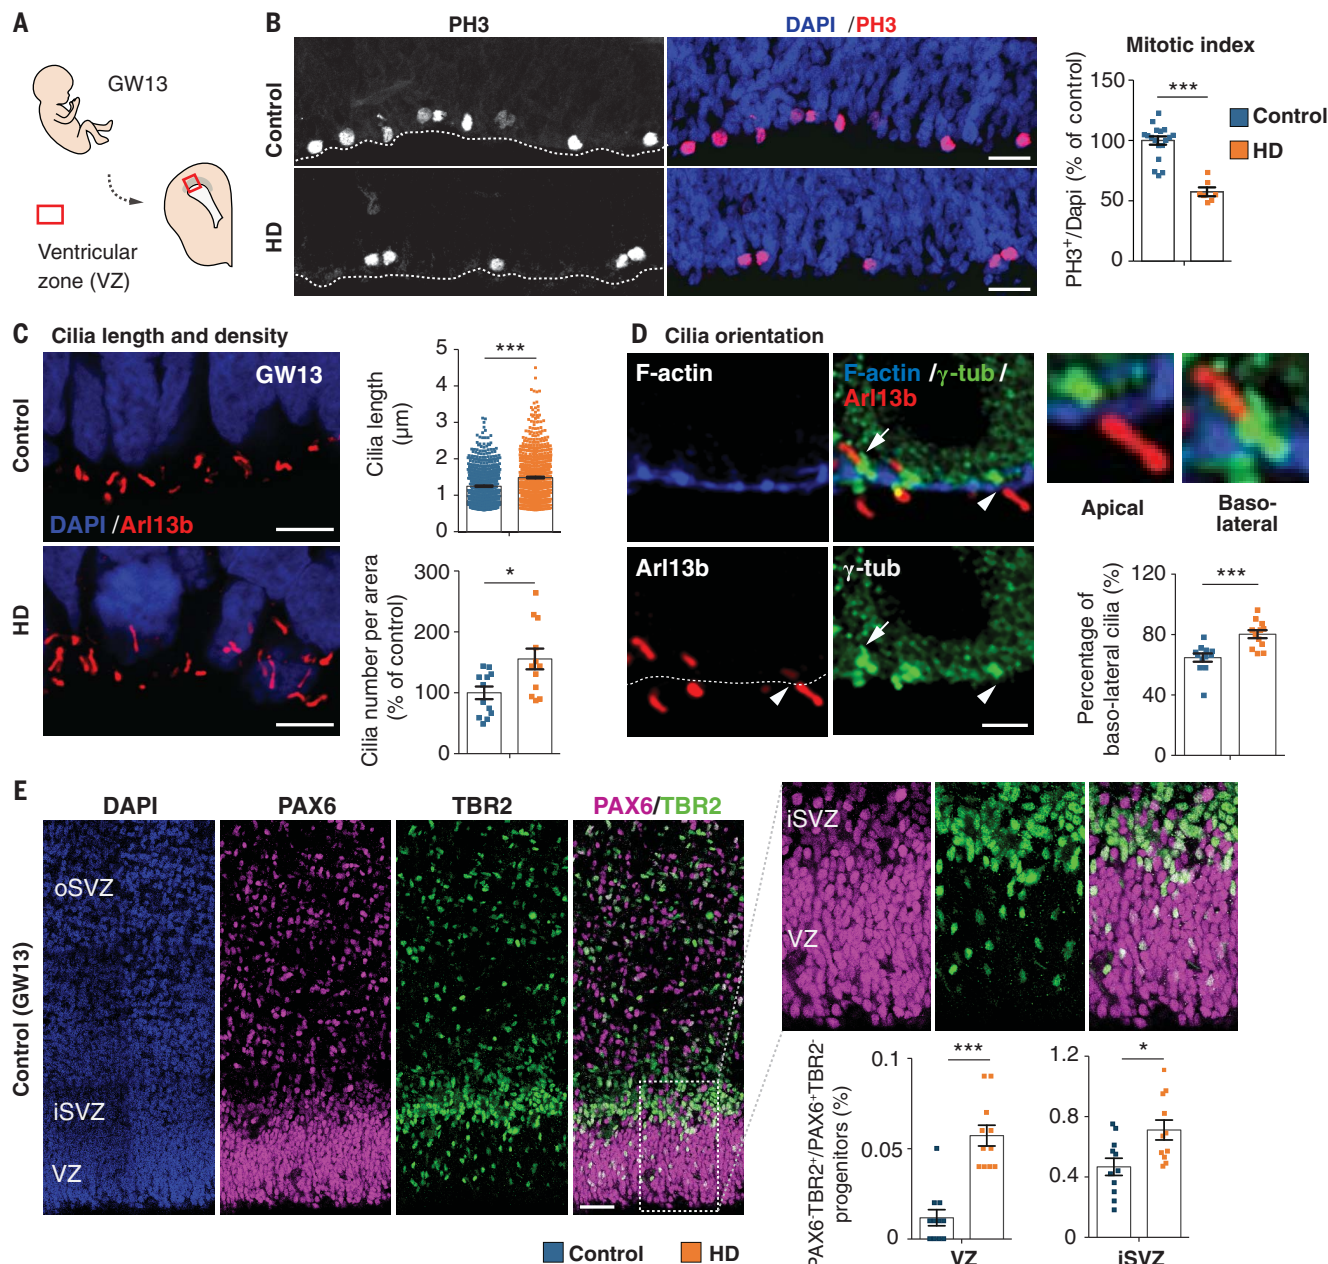 A
GW13
Ventricular
zone (VZ)
B
PH3
DAPI /PH3
Control
HD
Mitotic index
PH3+/Dapi (% of control)
150
100
50
0
***
Control
HD
C Cilia length and density
Control
GW13
DAPI /Arl13b
HD
Cilia length
(μm)
5
4
3
2
1
0
***
Cilia number per arera
(% of control)
300
200
100
0
*
D Cilia orientation
F-actin
F-actin /γ-tub /
Arl13b
Arl13b
γ-tub
Apical
Baso-
lateral
Percentage of
baso-lateral cilia (%)
120
80
40
0
***
E
DAPI
PAX6
TBR2
PAX6/TBR2
Control (GW13)
oSVZ
iSVZ
VZ
iSVZ
VZ
PAX6-TBR2+/PAX6+TBR2-
progenitors (%)
0.1
0.05
0
***
VZ
1.2
0.8
0.4
0
*
iSVZ
Control
HD